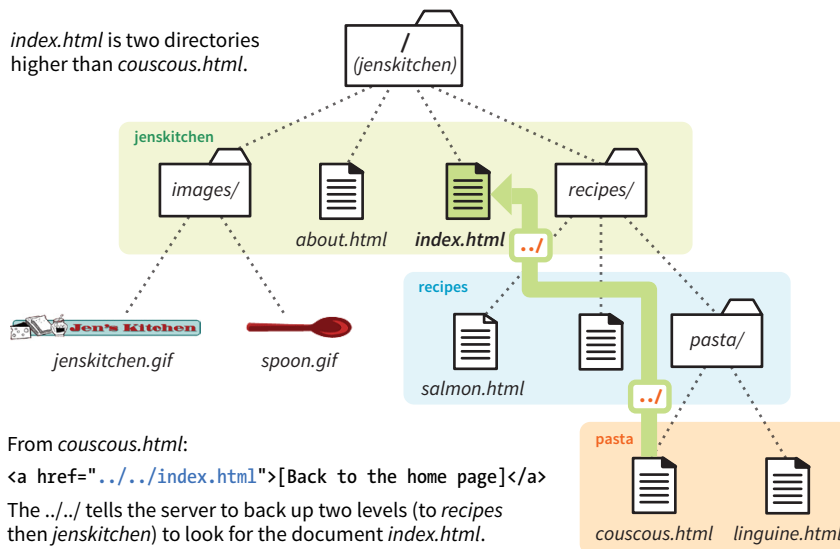 index.html is two directories
higher than couscous.html.
/
(jenskitchen)
jenskitchen
images/
about.html
index.html
recipes/
../
recipes
Jen's Kitchen
jenskitchen.gif
spoon.gif
salmon.html
pasta/
../
pasta
couscous.html
linguine.html
From couscous.html:
<a href="../../index.html">[Back to the home page]</a>
The ../../ tells the server to back up two levels (to recipes
then jenskitchen) to look for the document index.html.